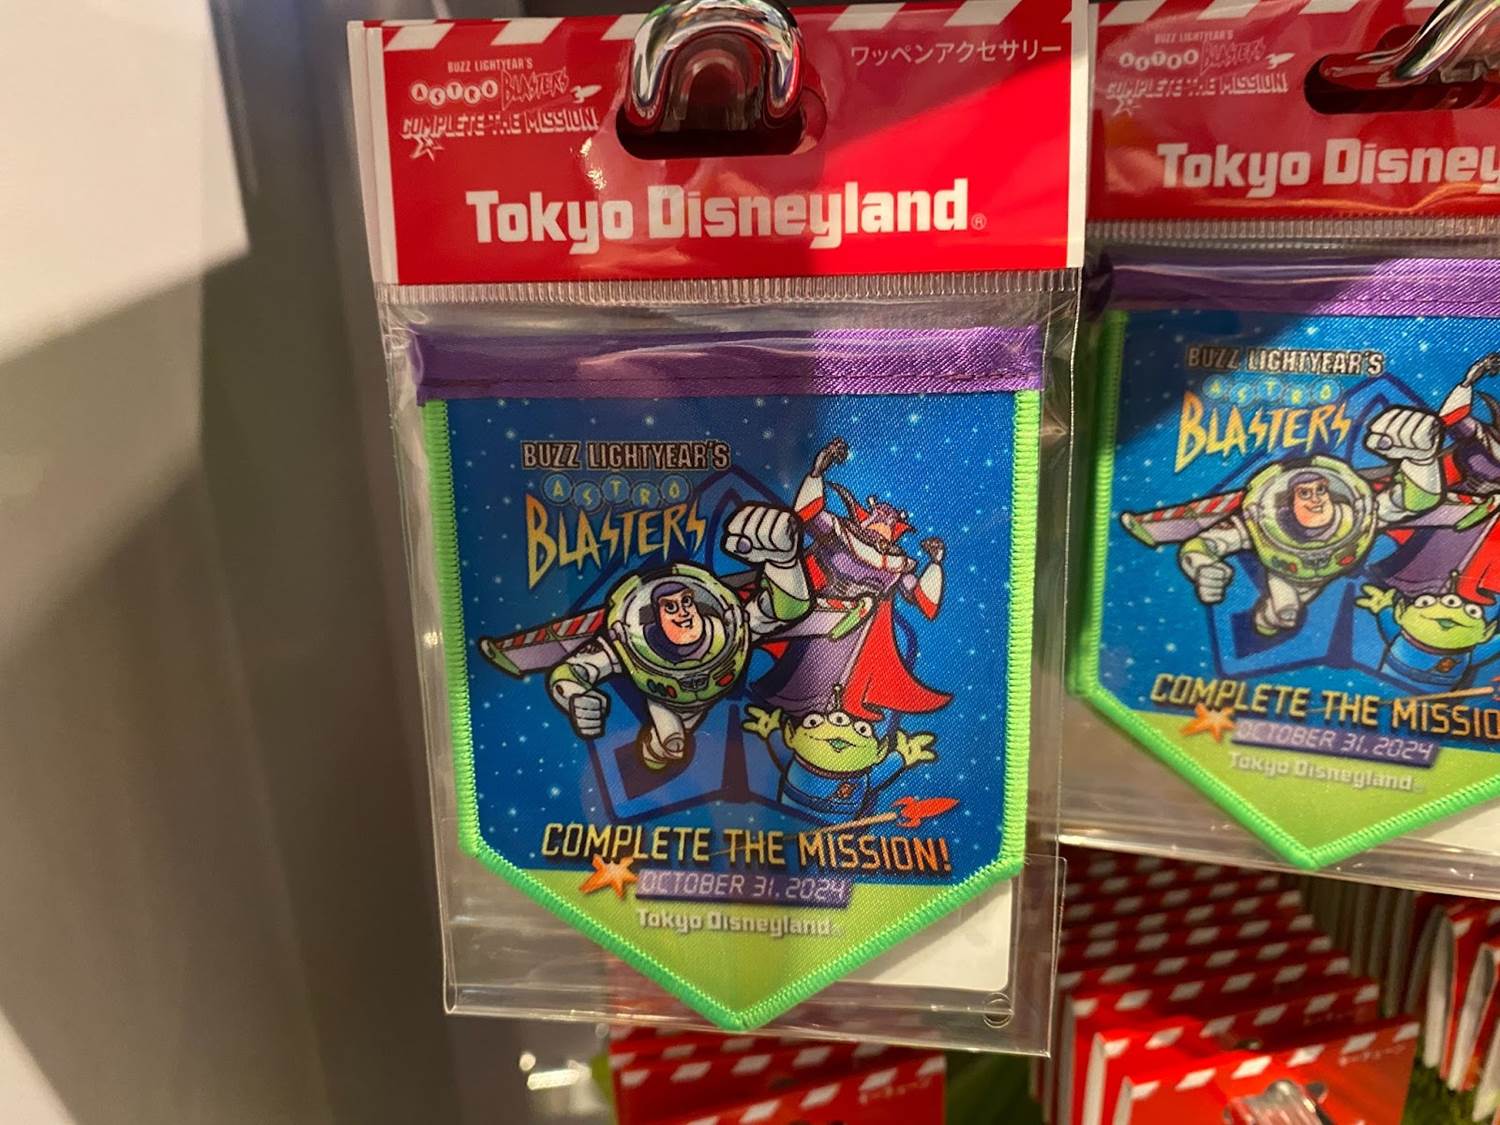 BUZZ LIGHTYEAR'S
ASTRO BLASTERS
COMPLETE THE MISSION!
ワッペンアクセサリー
Tokyo Disneyland®
BUZZ LIGHTYEAR'S
ASTRO
BLASTERS
COMPLETE THE MISSION!
OCTOBER 31, 2024
Tokyo Disneyland
BUZZ LIGHTYEAR'S
ASTRO BLASTERS
COMPLETE THE MISSION!
Tokyo Disney
BUZZ LIGHTYEAR'S
ASTRO
BLASTERS
COMPLETE THE MISSIO
OCTOBER 31, 2024
Tokyo Disneyland